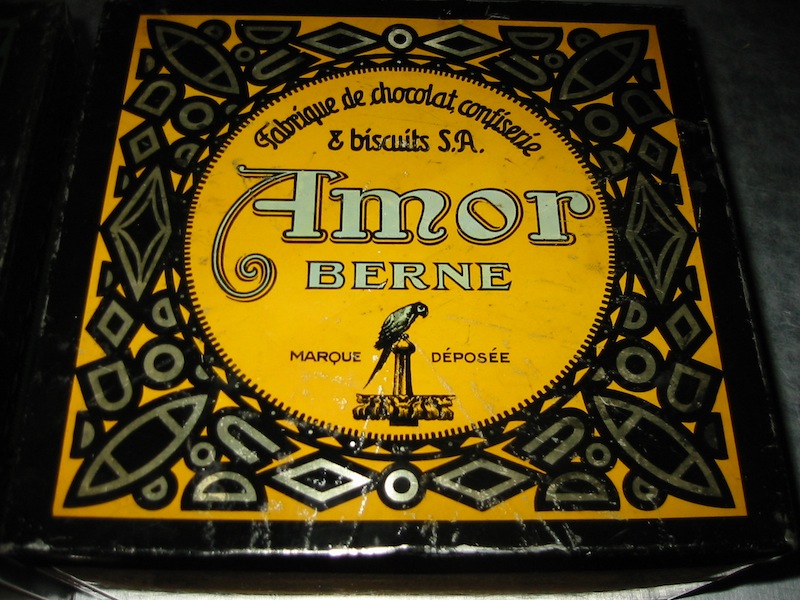 Fabrique de chocolat, confiserie
& biscuits S.A.
Amor
BERNE
MARQUE DÉPOSÉE